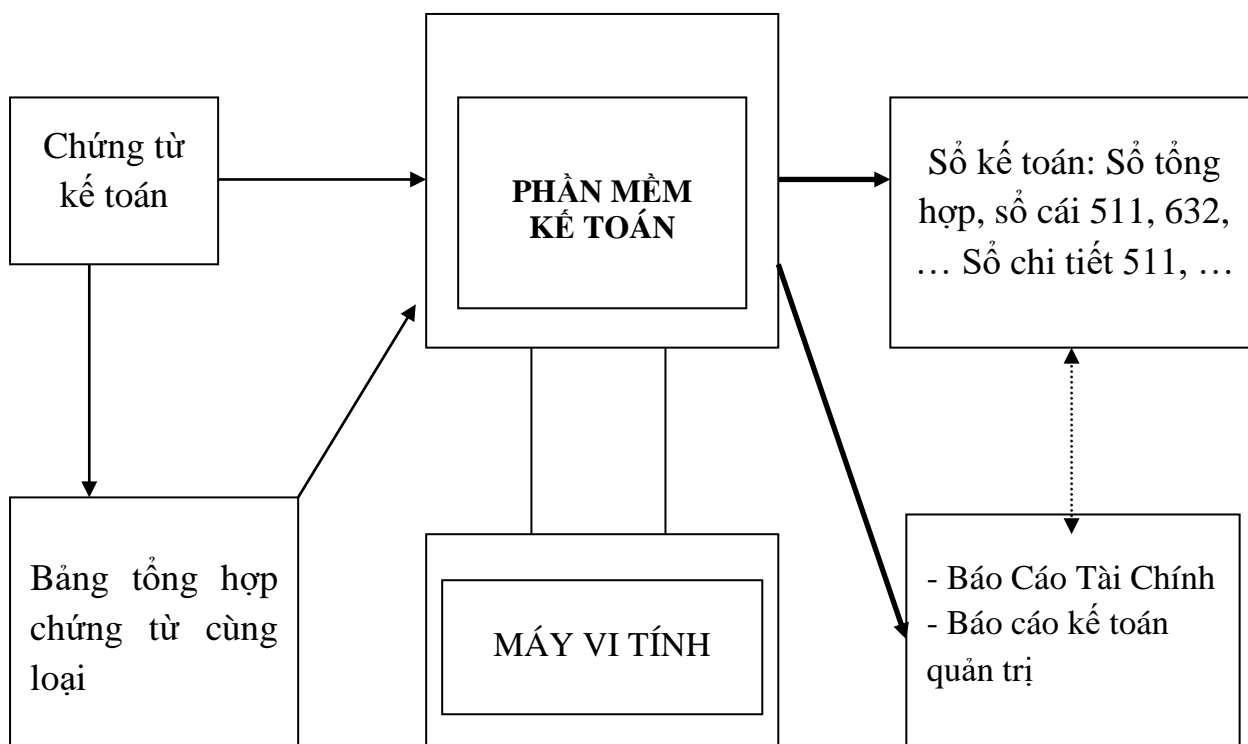 Chứng từ
kế toán
PHẦN MỀM
KẾ TOÁN
Sổ kế toán: Sổ tổng
hợp, sổ cái 511, 632,
… Sổ chi tiết 511, …
Bảng tổng hợp
chứng từ cùng
loại
MÁY VI TÍNH
- Báo Cáo Tài Chính
- Báo cáo kế toán
quản trị